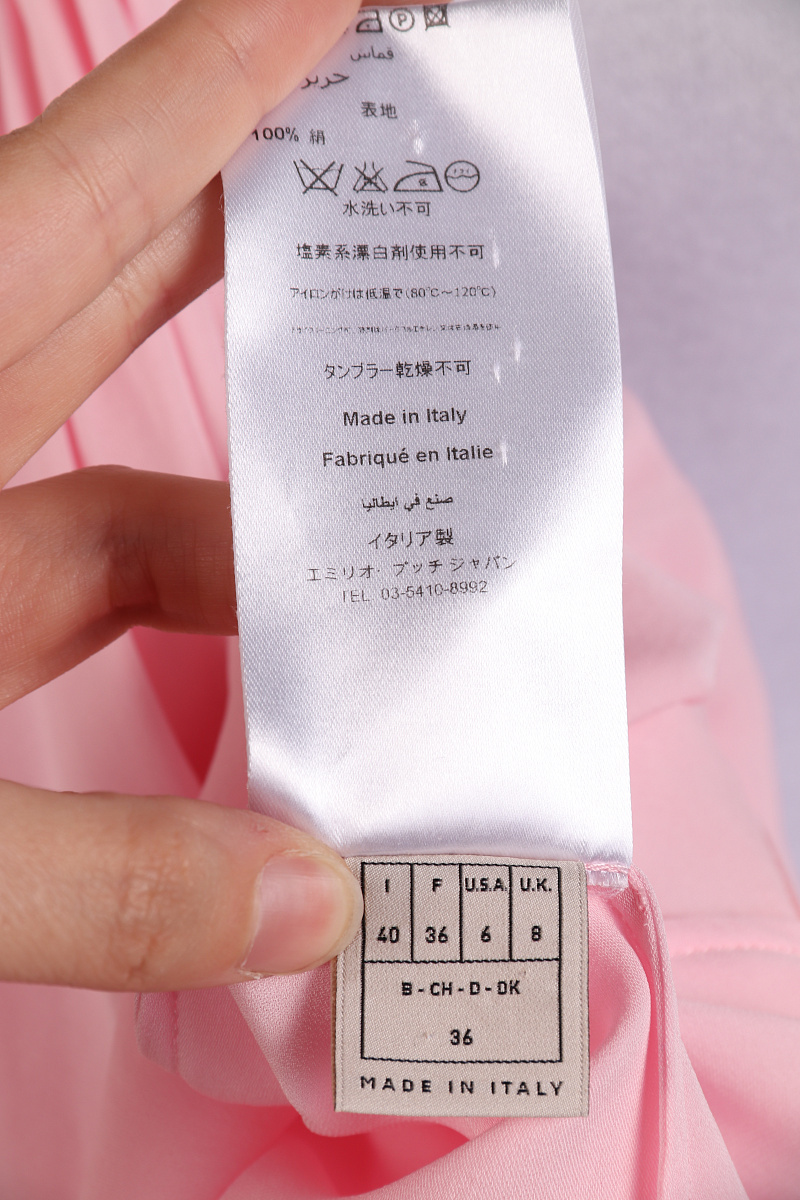 قماش
حرير
表地
100% 絹
水洗い不可
塩素系漂白剤使用不可
アイロンがけは低温で(80℃～120℃)
タンブラー乾燥不可
Made in Italy
Fabriqué en Italie
صنع في ايطاليا
イタリア製
エミリオ・プッチ ジャパン
TEL 03-5410-8992
I F U.S.A. U.K.
40 36 6 8
B - CH - D - DK
36
MADE IN ITALY